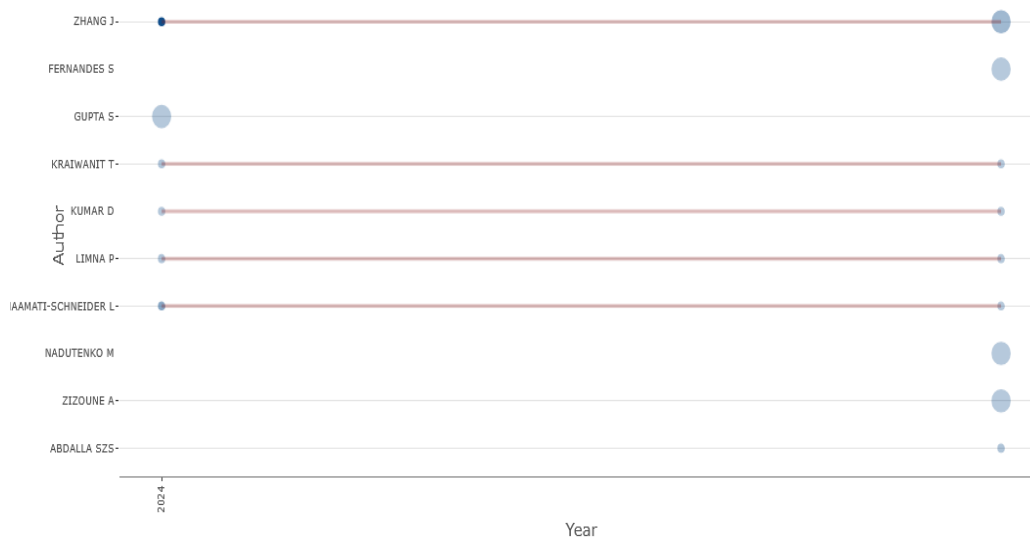 ZHANG J
FERNANDES S
GUPTA S
KRAIWANIT T
KUMAR D
Author
LIMNA P
AAMATI-SCHNEIDER L
NADUTENKO M
ZIZOUNE A
ABDALLA SZS
2024
Year